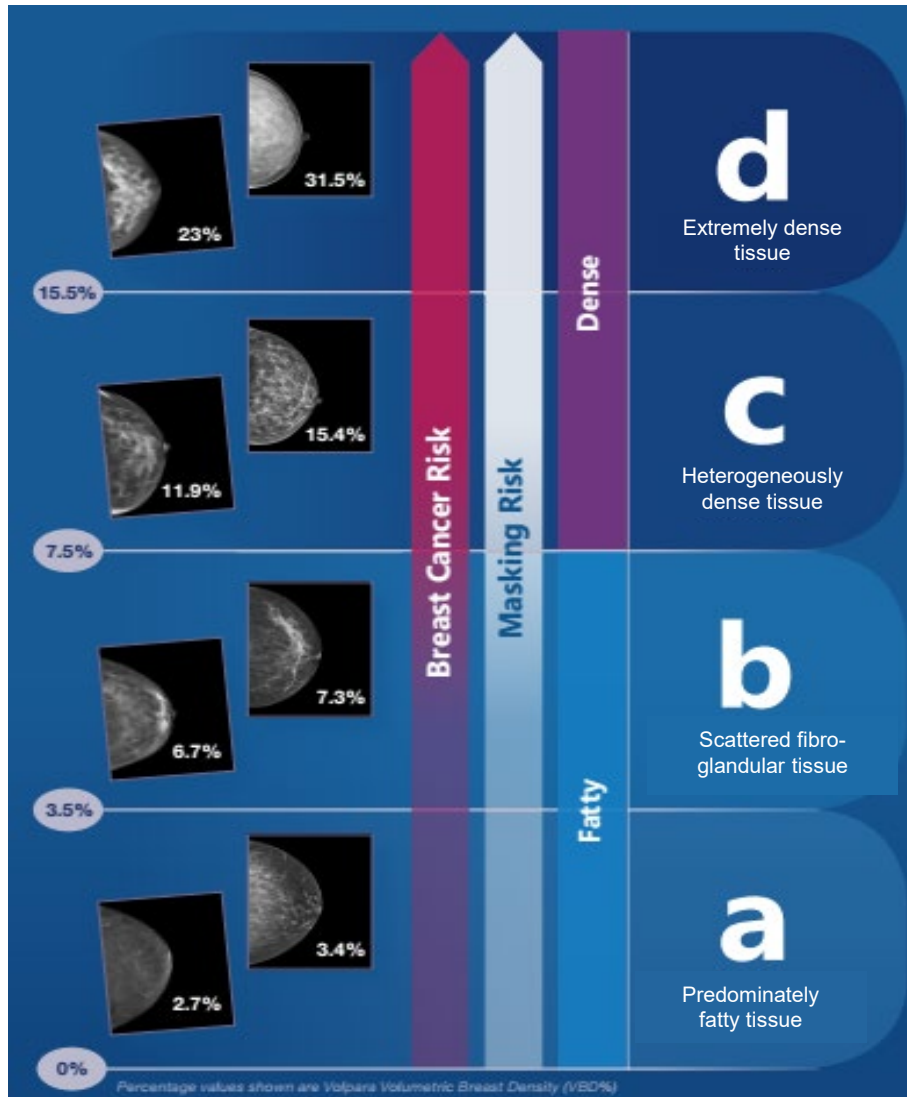 31.5%
23%
d
Extremely dense
tissue
15.5%
Dense
15.4%
11.9%
c
Heterogeneously
dense tissue
Breast Cancer Risk
Masking Risk
7.5%
7.3%
6.7%
b
Scattered fibro-
glandular tissue
3.5%
Fatty
3.4%
2.7%
a
Predominately
fatty tissue
0%
Percentage values shown are Volpara Volumetric Breast Density (VBD%)